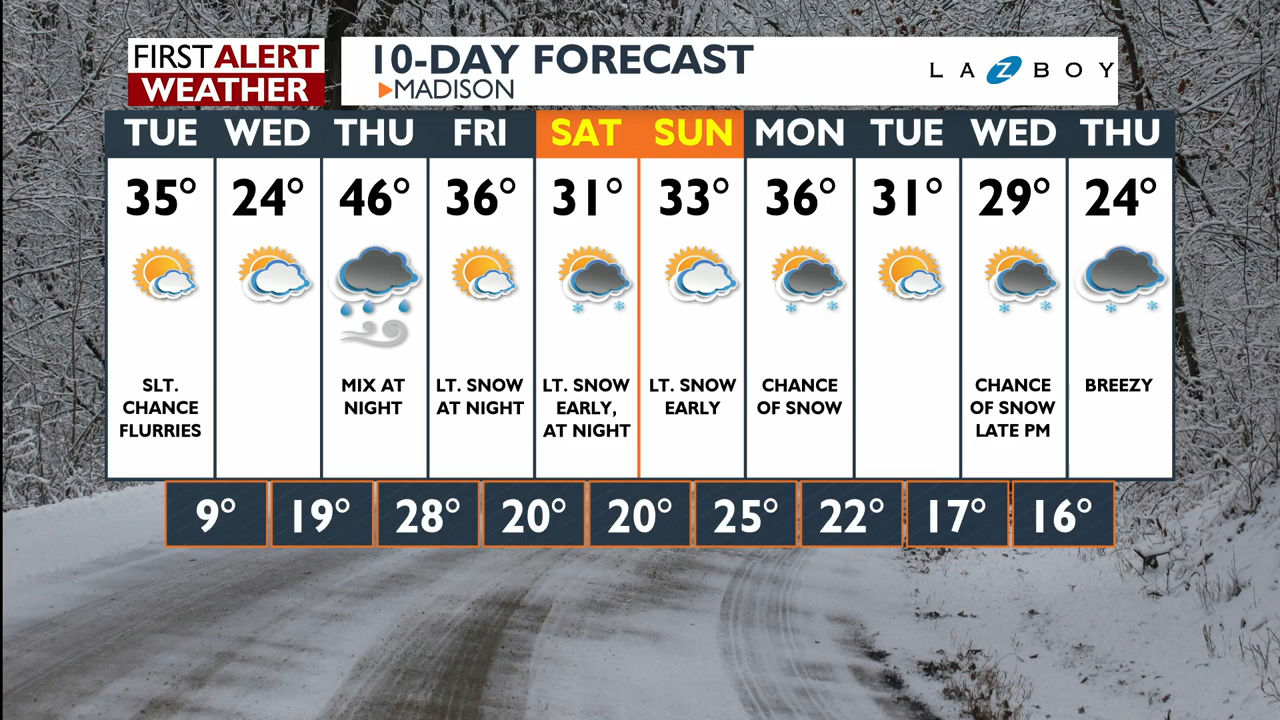 FIRST ALERT
WEATHER
10-DAY FORECAST
MADISON
LA Z BOY
TUE WED THU FRI SAT SUN MON TUE WED THU
35° 24° 46° 36° 31° 33° 36° 31° 29° 24°
SLT.
CHANCE
FLURRIES
MIX AT
NIGHT
LT. SNOW
AT NIGHT
LT. SNOW
EARLY,
AT NIGHT
LT. SNOW
EARLY
CHANCE
OF SNOW
CHANCE
OF SNOW
LATE PM
BREEZY
9° 19° 28° 20° 20° 25° 22° 17° 16°